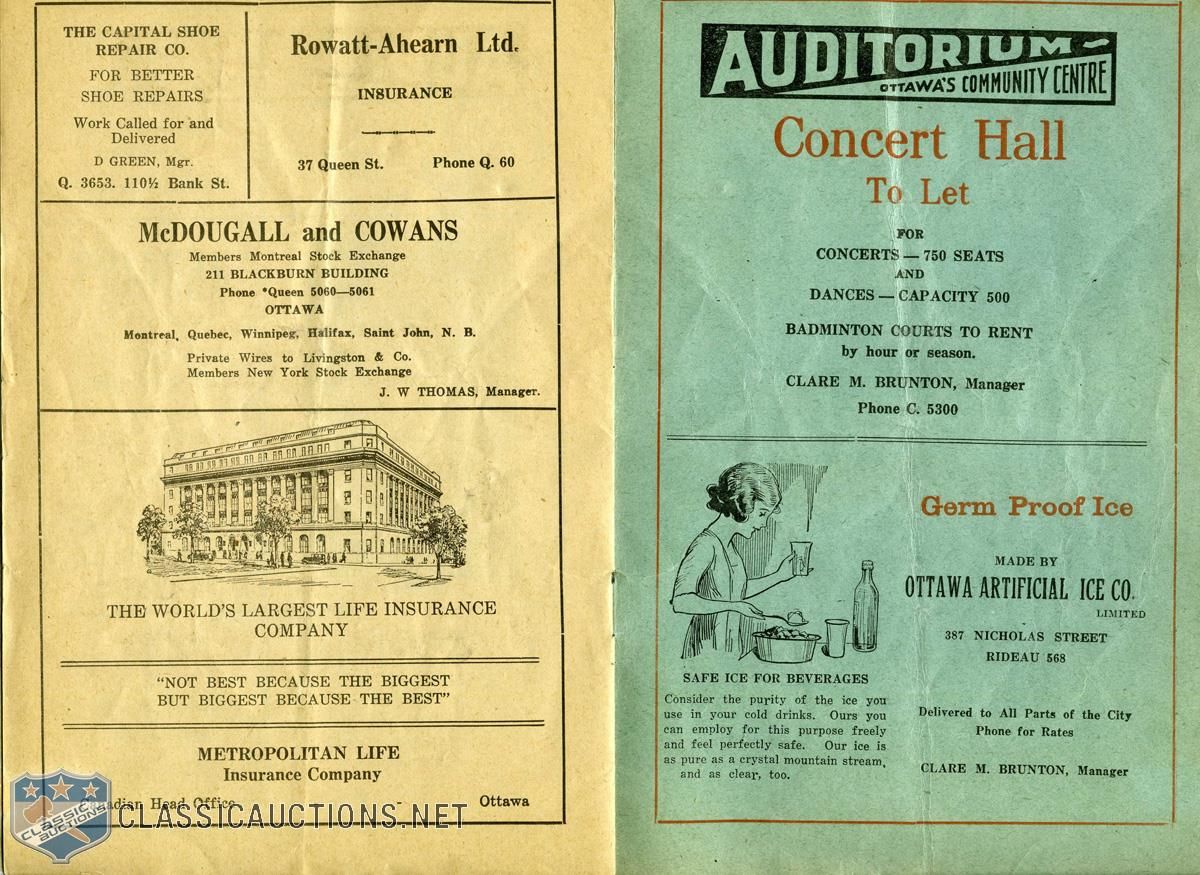 THE CAPITAL SHOE
REPAIR CO.
FOR BETTER
SHOE REPAIRS
Work Called for and
Delivered
D GREEN, Mgr.
Q. 3653. 110½ Bank St.
Rowatt-Ahearn Ltd.
INSURANCE
37 Queen St. Phone Q. 60
McDOUGALL and COWANS
Members Montreal Stock Exchange
211 BLACKBURN BUILDING
Phone *Queen 5060—5061
OTTAWA
Montreal, Quebec, Winnipeg, Halifax, Saint John, N. B.
Private Wires to Livingston & Co.
Members New York Stock Exchange
J. W THOMAS, Manager.
THE WORLD'S LARGEST LIFE INSURANCE
COMPANY
"NOT BEST BECAUSE THE BIGGEST
BUT BIGGEST BECAUSE THE BEST"
METROPOLITAN LIFE
Insurance Company
Canadian Head Office - Ottawa
CLASSIC
AUCTIONS
CLASSICAUCTIONS.NET
AUDITORIUM
OTTAWA'S COMMUNITY CENTRE
Concert Hall
To Let
FOR
CONCERTS — 750 SEATS
AND
DANCES — CAPACITY 500
BADMINTON COURTS TO RENT
by hour or season.
CLARE M. BRUNTON, Manager
Phone C. 5300
SAFE ICE FOR BEVERAGES
Consider the purity of the ice you
use in your cold drinks. Ours you
can employ for this purpose freely
and feel perfectly safe. Our ice is
as pure as a crystal mountain stream,
and as clear, too.
Germ Proof Ice
MADE BY
OTTAWA ARTIFICIAL ICE CO.
LIMITED
387 NICHOLAS STREET
RIDEAU 568
Delivered to All Parts of the City
Phone for Rates
CLARE M. BRUNTON, Manager